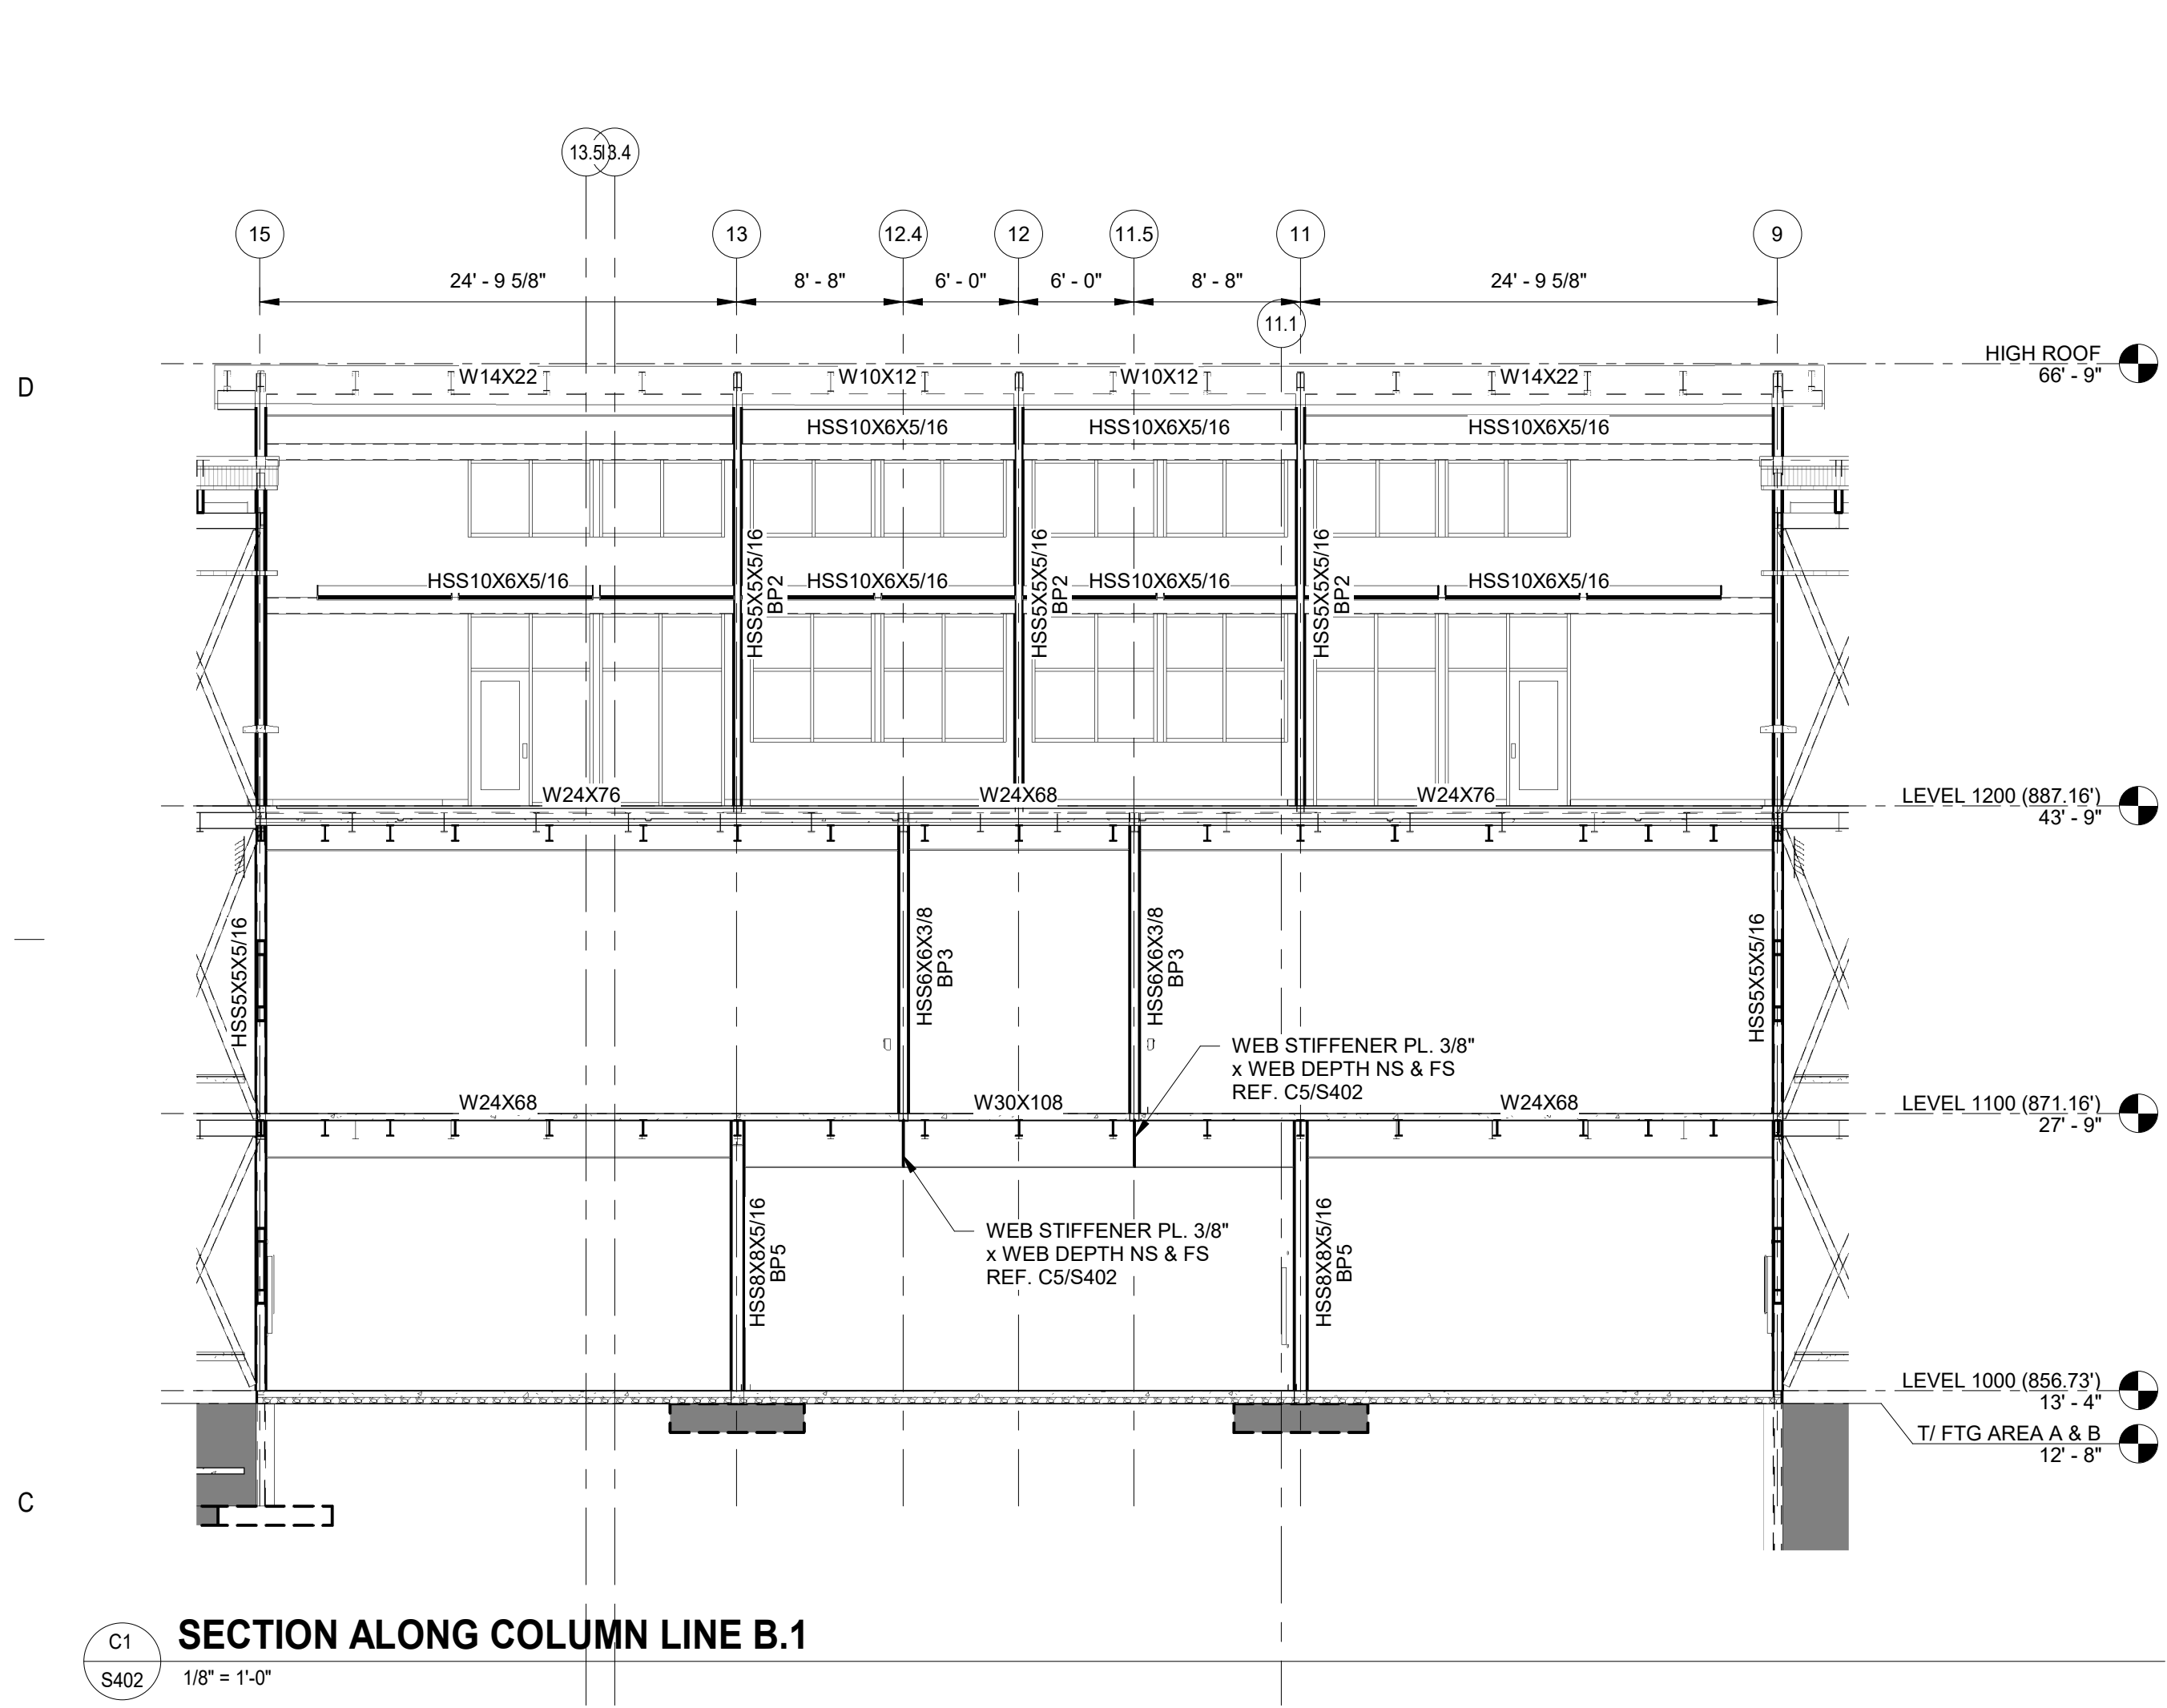 13.5
13.4
15
13
12.4
12
11.5
11
9
24' - 9 5/8"
8' - 8"
6' - 0"
6' - 0"
8' - 8"
24' - 9 5/8"
11.1
HIGH ROOF
66' - 9"
D
W14X22
W10X12
W10X12
W14X22
HSS10X6X5/16
HSS10X6X5/16
HSS10X6X5/16
HSS5X5X5/16
BP2
HSS5X5X5/16
BP2
HSS5X5X5/16
BP2
HSS10X6X5/16
HSS10X6X5/16
HSS10X6X5/16
HSS10X6X5/16
W24X76
W24X68
W24X76
LEVEL 1200 (887.16')
43' - 9"
HSS5X5X5/16
HSS6X6X3/8
BP3
HSS6X6X3/8
BP3
HSS5X5X5/16
WEB STIFFENER PL. 3/8"
x WEB DEPTH NS & FS
REF. C5/S402
W24X68
W30X108
W24X68
LEVEL 1100 (871.16')
27' - 9"
HSS8X8X5/16
BP5
WEB STIFFENER PL. 3/8"
x WEB DEPTH NS & FS
REF. C5/S402
HSS8X8X5/16
BP5
LEVEL 1000 (856.73')
13' - 4"
T/ FTG AREA A & B
12' - 8"
C
C1
S402
SECTION ALONG COLUMN LINE B.1
1/8" = 1'-0"